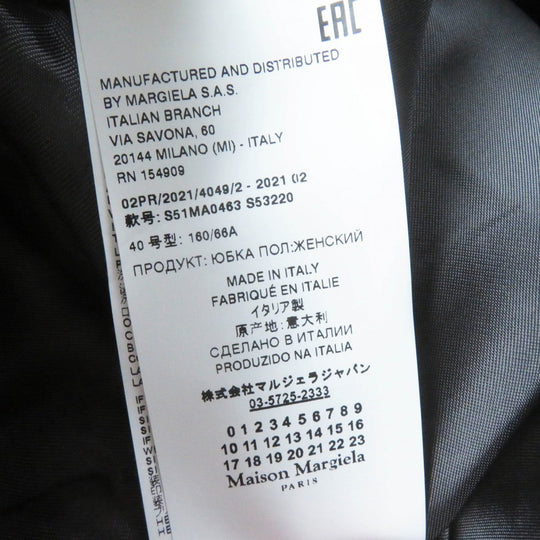 EAC
MANUFACTURED AND DISTRIBUTED
BY MARGIELA S.A.S.
ITALIAN BRANCH
VIA SAVONA, 60
20144 MILANO (MI) - ITALY
RN 154909
02PR/2021/4049/2 - 2021 02
款号: S51MA0463 S53220
40 号型: 160/66A
ПРОДУКТ: ЮБКА ПОЛ:ЖЕНСКИЙ
MADE IN ITALY
FABRIQUÉ EN ITALIE
イタリア製
原产地: 意大利
СДЕЛАНО В ИТАЛИИ
PRODUZIDO NA ITALIA
株式会社マルジェラジャパン
03-5725-2333
0 1 2 3 4 5 6 7 8 9
10 11 12 13 14 15 16
17 18 19 20 21 22 23
Maison Margiela
PARIS